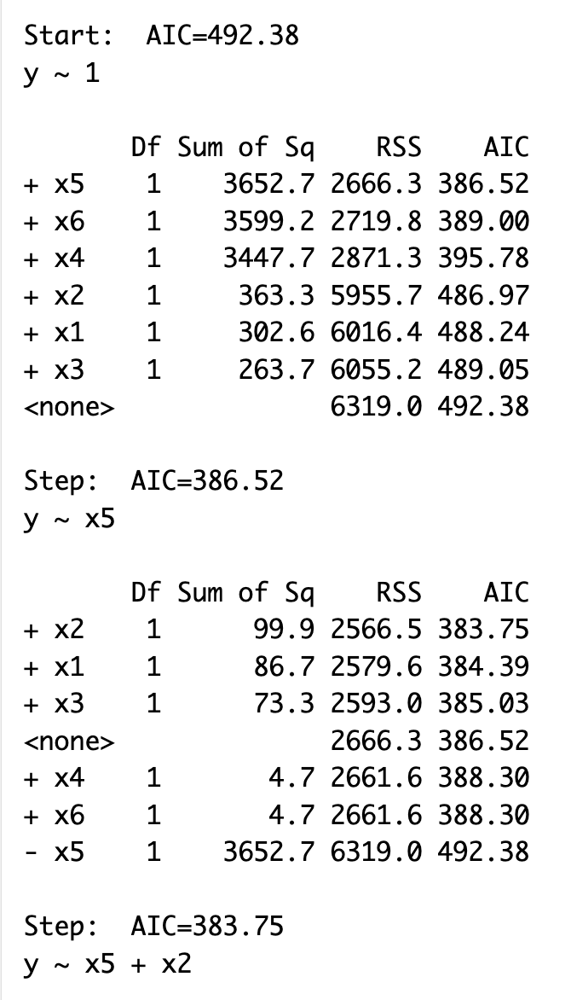 Start:  AIC=492.38
y ~ 1
       Df Sum of Sq    RSS    AIC
+ x5    1    3652.7 2666.3 386.52
+ x6    1    3599.2 2719.8 389.00
+ x4    1    3447.7 2871.3 395.78
+ x2    1     363.3 5955.7 486.97
+ x1    1     302.6 6016.4 488.24
+ x3    1     263.7 6055.2 489.05
<none>              6319.0 492.38
Step:  AIC=386.52
y ~ x5
       Df Sum of Sq    RSS    AIC
+ x2    1      99.9 2566.5 383.75
+ x1    1      86.7 2579.6 384.39
+ x3    1      73.3 2593.0 385.03
<none>              2666.3 386.52
+ x4    1       4.7 2661.6 388.30
+ x6    1       4.7 2661.6 388.30
- x5    1    3652.7 6319.0 492.38
Step:  AIC=383.75
y ~ x5 + x2